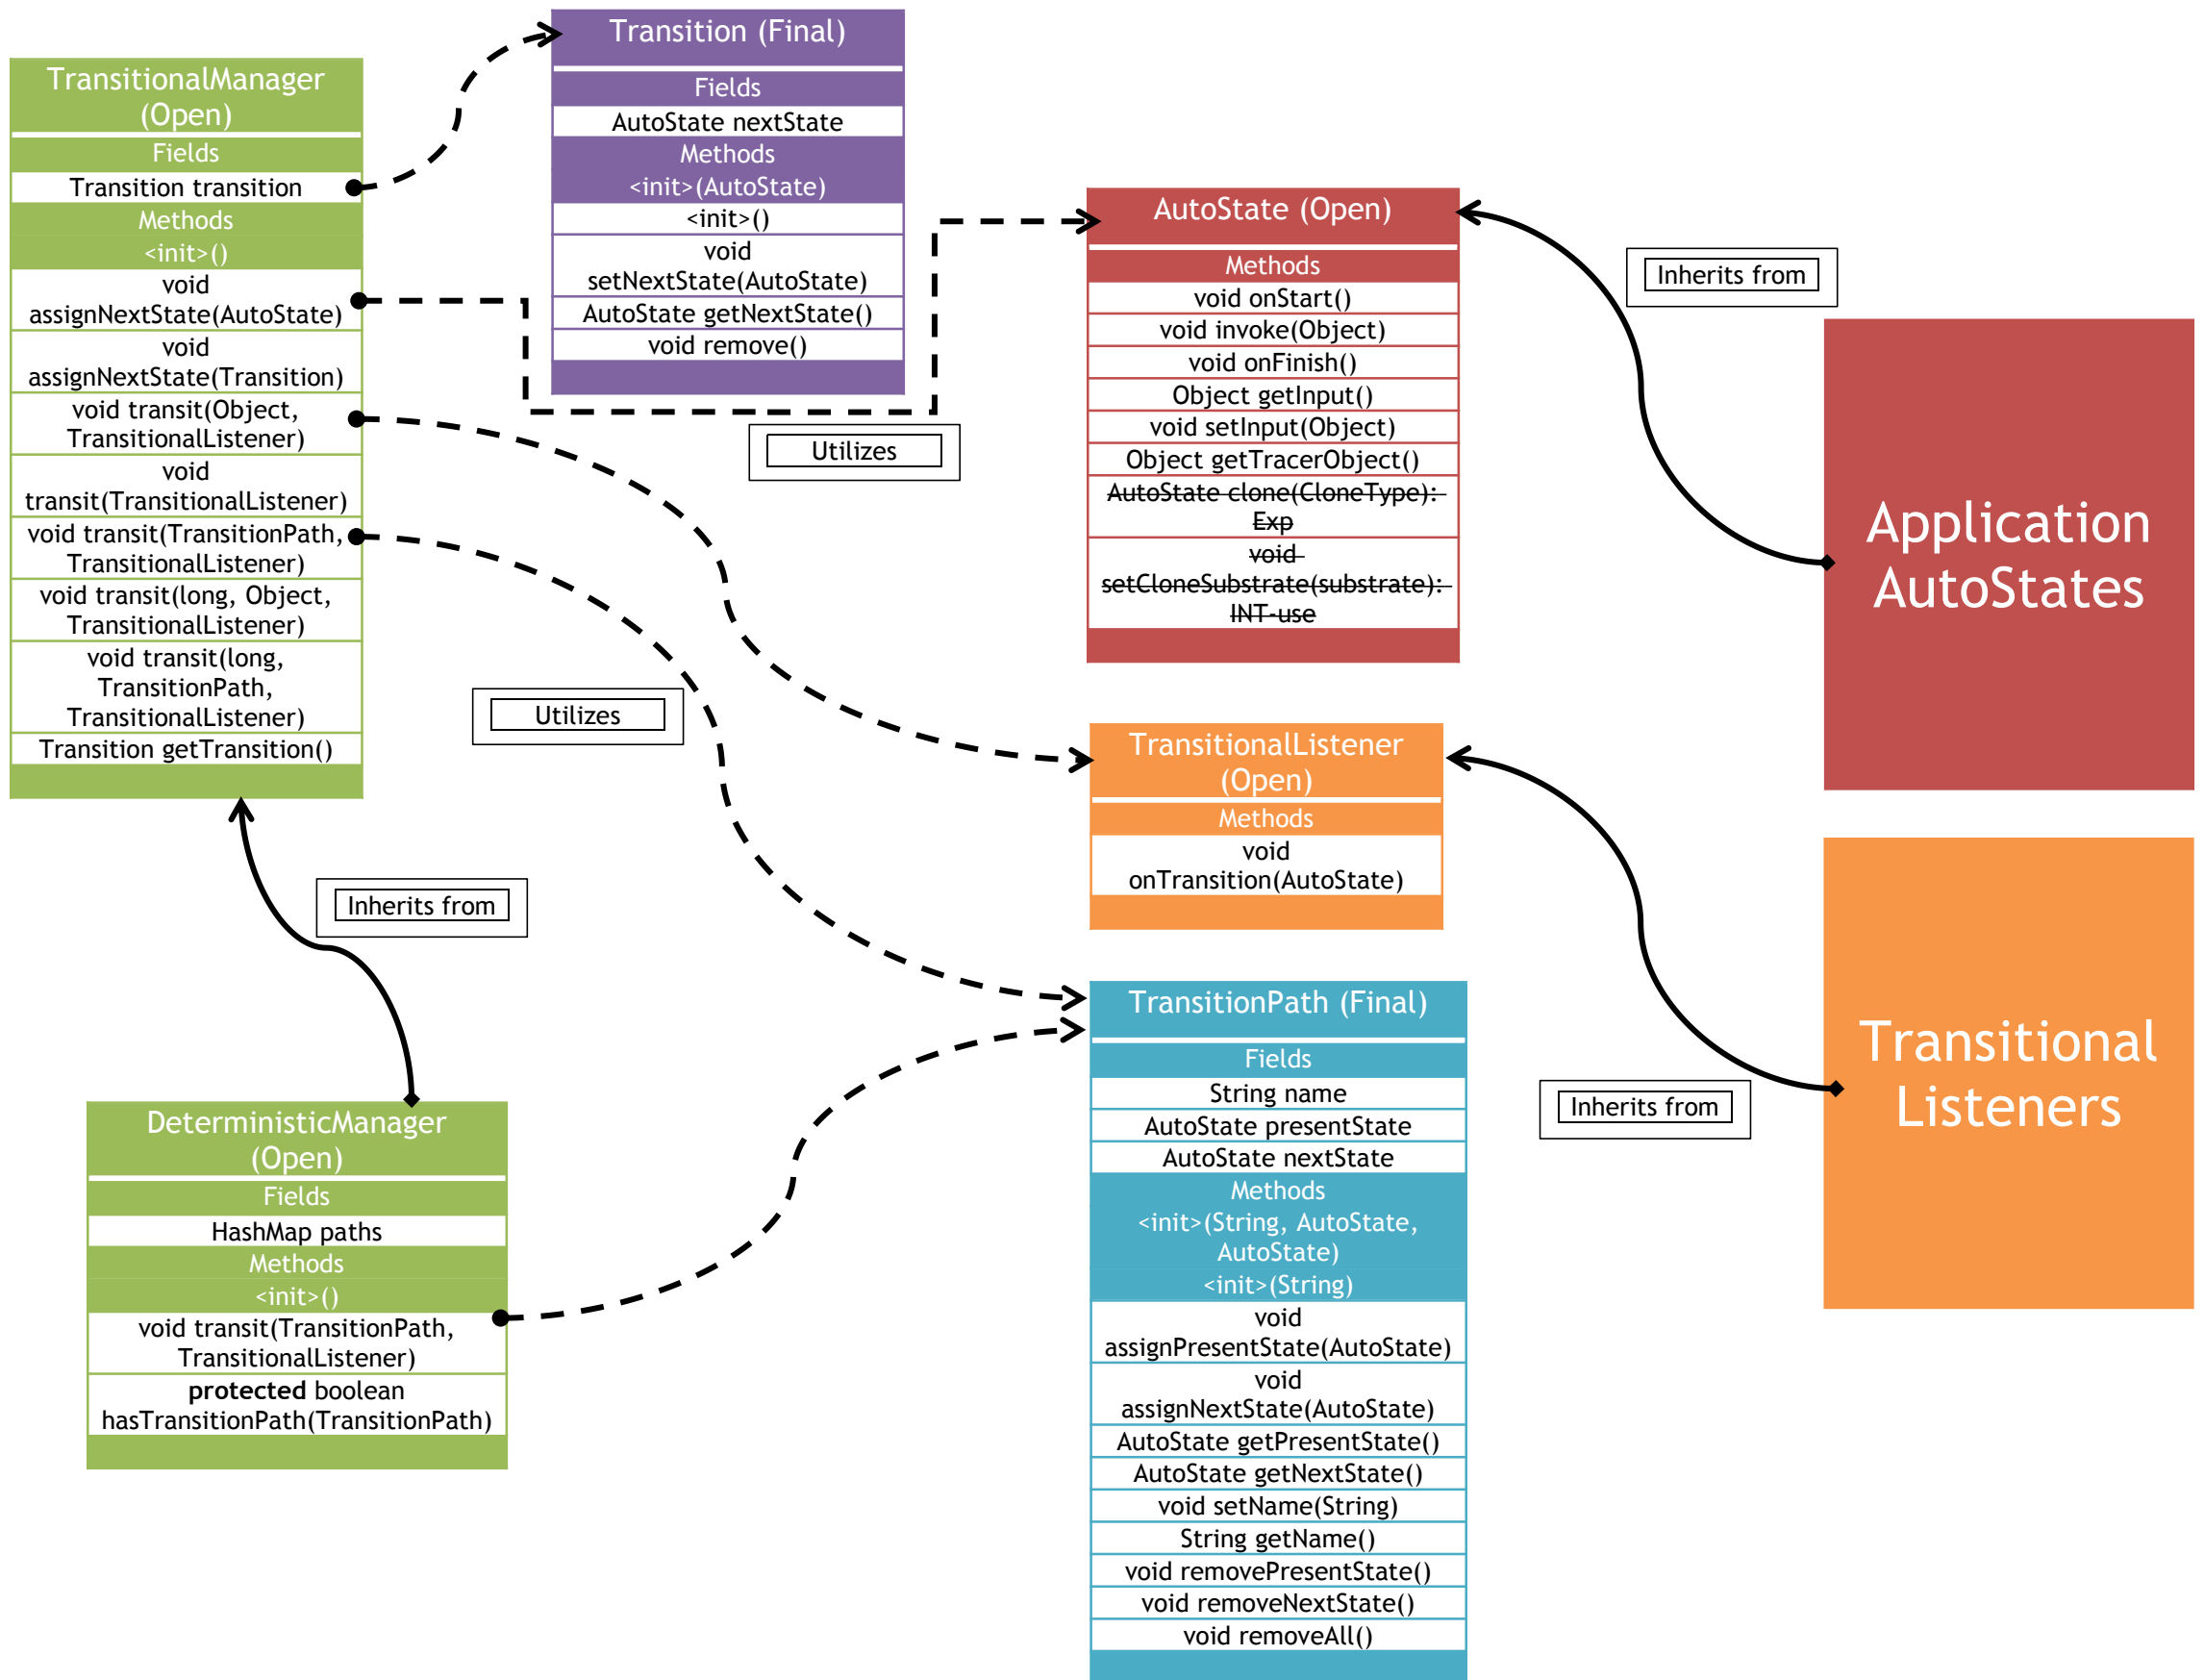 TransitionalManager
(Open)
Fields
Transition transition
Methods
<init>()
void
assignNextState(AutoState)
void
assignNextState(Transition)
void transit(Object,
TransitionalListener)
void
transit(TransitionalListener)
void transit(TransitionPath,
TransitionalListener)
void transit(long, Object,
TransitionalListener)
void transit(long,
TransitionPath,
TransitionalListener)
Transition getTransition()
Transition (Final)
Fields
AutoState nextState
Methods
<init>(AutoState)
<init>()
void
setNextState(AutoState)
AutoState getNextState()
void remove()
Utilizes
Utilizes
AutoState (Open)
Methods
void onStart()
void invoke(Object)
void onFinish()
Object getInput()
void setInput(Object)
Object getTracerObject()
AutoState clone(CloneType):
Exp
void
setCloneSubstrate(substrate):
INT-use
Inherits from
Application
AutoStates
TransitionalListener
(Open)
Methods
void
onTransition(AutoState)
Inherits from
Transitional
Listeners
Inherits from
DeterministicManager
(Open)
Fields
HashMap paths
Methods
<init>()
void transit(TransitionPath,
TransitionalListener)
protected boolean
hasTransitionPath(TransitionPath)
TransitionPath (Final)
Fields
String name
AutoState presentState
AutoState nextState
Methods
<init>(String, AutoState,
AutoState)
<init>(String)
void
assignPresentState(AutoState)
void
assignNextState(AutoState)
AutoState getPresentState()
AutoState getNextState()
void setName(String)
String getName()
void removePresentState()
void removeNextState()
void removeAll()